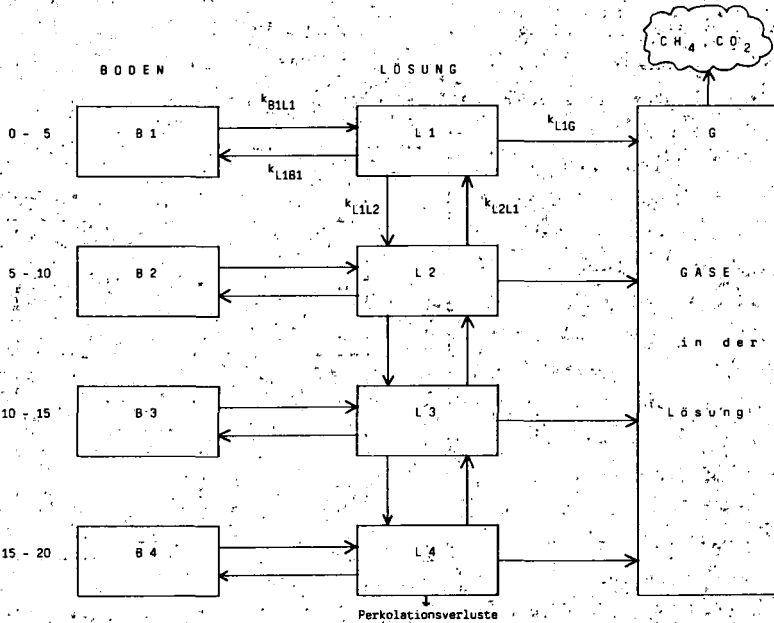 CH4 CO2
BODEN LÖSUNG
kB1L1
0 - 5 B 1 L 1 kL1G G
kL1B1
kL1L2 kL2L1
5 - 10 B 2 L 2 GASE
in der
10 - 15 B 3 L 3 Lösung
15 - 20 B 4 L 4
Perkolationsverluste